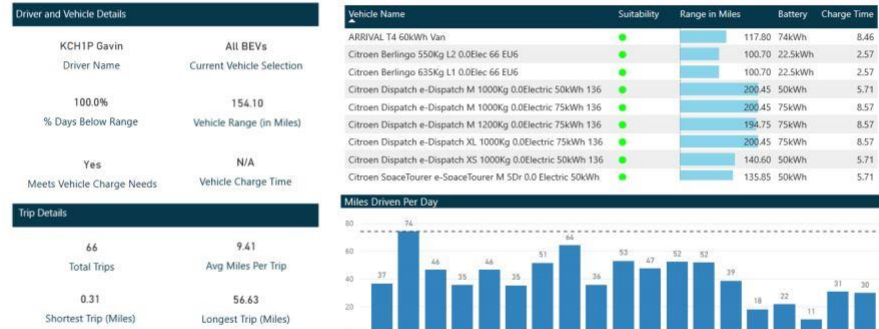 Driver and Vehicle Details
KCH1P Gavin
All BEVs
Driver Name
Current Vehicle Selection
100.0%
154.10
% Days Below Range
Vehicle Range (in Miles)
Yes
N/A
Meets Vehicle Charge Needs
Vehicle Charge Time
Trip Details
66
9.41
Total Trips
Avg Miles Per Trip
0.31
56.63
Shortest Trip (Miles)
Longest Trip (Miles)
Vehicle Name Suitability Range in Miles Battery Charge Time
ARRIVAL T4 60kWh Van 117.80 74kWh 8.46
Citroen Berlingo 550Kg L2 0.0Elec 66 EU6 100.70 22.5kWh 2.57
Citroen Berlingo 635Kg L1 0.0Elec 66 EU6 100.70 22.5kWh 2.57
Citroen Dispatch e-Dispatch M 1000Kg 0.0Electric 50kWh 136 200.45 50kWh 5.71
Citroen Dispatch e-Dispatch M 1000Kg 0.0Electric 75kWh 136 200.45 75kWh 8.57
Citroen Dispatch e-Dispatch M 1200Kg 0.0Electric 75kWh 136 194.75 75kWh 8.57
Citroen Dispatch e-Dispatch XL 1000Kg 0.0Electric 75kWh 136 200.45 75kWh 8.57
Citroen Dispatch e-Dispatch XS 1000Kg 0.0Electric 50kWh 136 140.60 50kWh 5.71
Citroen SoaceTourer e-SoaceTourer M 5Dr 0.0 Electric 50kWh 135.85 50kWh 5.71
Miles Driven Per Day
80
60
40
20
37 74 46 35 46 35 51 64 36 53 47 52 52 39 18 22 11 31 30